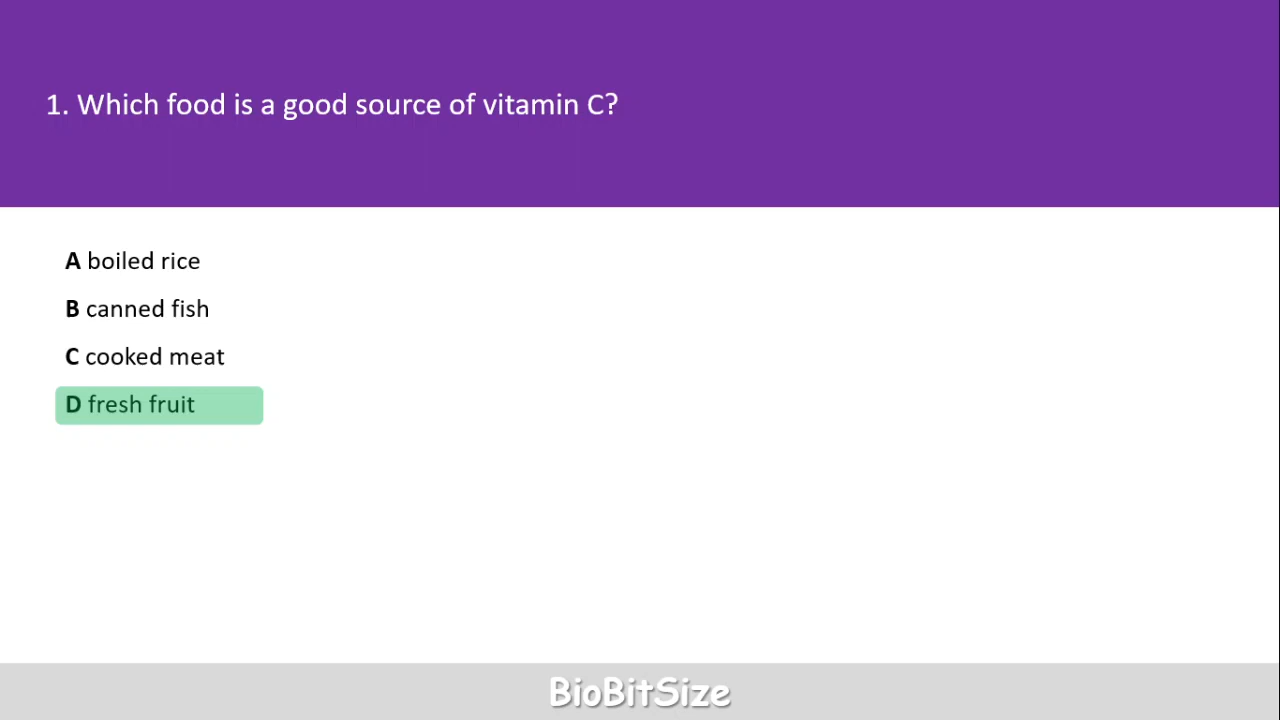 1. Which food is a good source of vitamin C?
A boiled rice
B canned fish
C cooked meat
D fresh fruit
BioBitSize